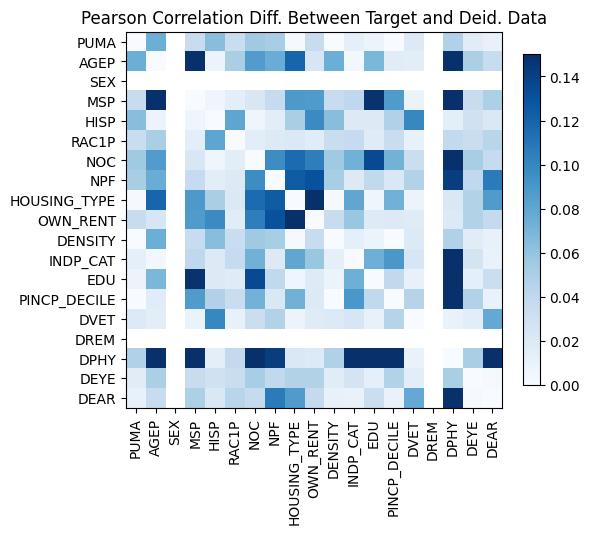 Pearson Correlation Diff. Between Target and Deid. Data
PUMA
AGEP
SEX
MSP
HISP
RAC1P
NOC
NPF
HOUSING_TYPE
OWN_RENT
DENSITY
INDP_CAT
EDU
PINCP_DECILE
DVET
DREM
DPHY
DEYE
DEAR
PUMA
AGEP
SEX
MSP
HISP
RAC1P
NOC
NPF
HOUSING_TYPE
OWN_RENT
DENSITY
INDP_CAT
EDU
PINCP_DECILE
DVET
DREM
DPHY
DEYE
DEAR
0.14
0.12
0.10
0.08
0.06
0.04
0.02
0.00